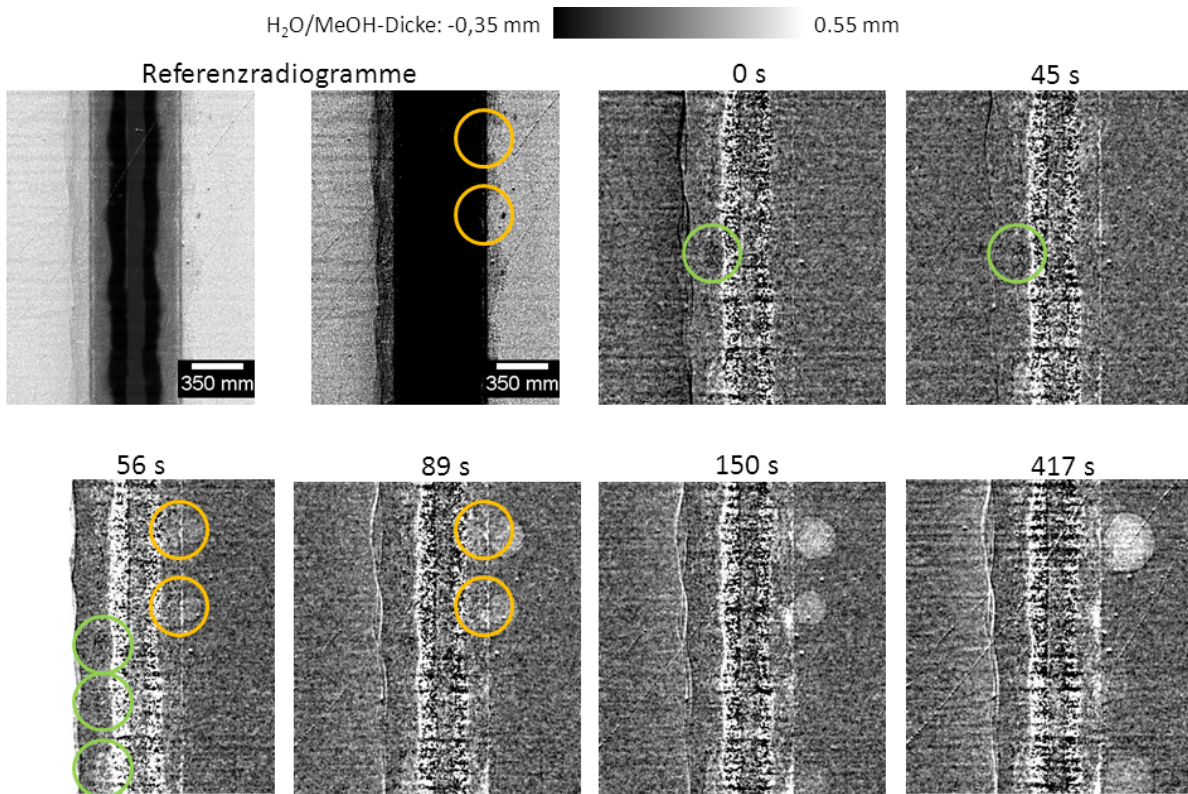 H₂O/MeOH-Dicke: -0,35 mm 0.55 mm
Referenzradiogramme 0 s 45 s
350 mm 350 mm
56 s 89 s 150 s 417 s